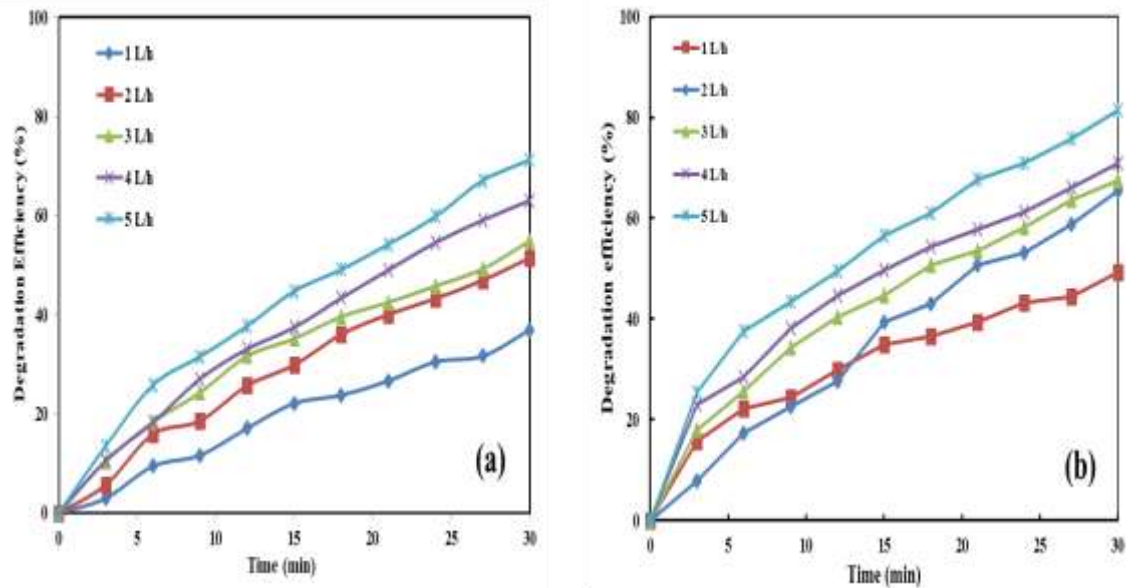 Degradation Efficiency (%)
100
80
60
40
20
0
1 L/h
2 L/h
3 L/h
4 L/h
5 L/h
(a)
0 5 10 15 20 25 30
Time (min)
Degradation efficiency (%)
100
80
60
40
20
0
1 L/h
2 L/h
3 L/h
4 L/h
5 L/h
(b)
0 5 10 15 20 25 30
Time (min)